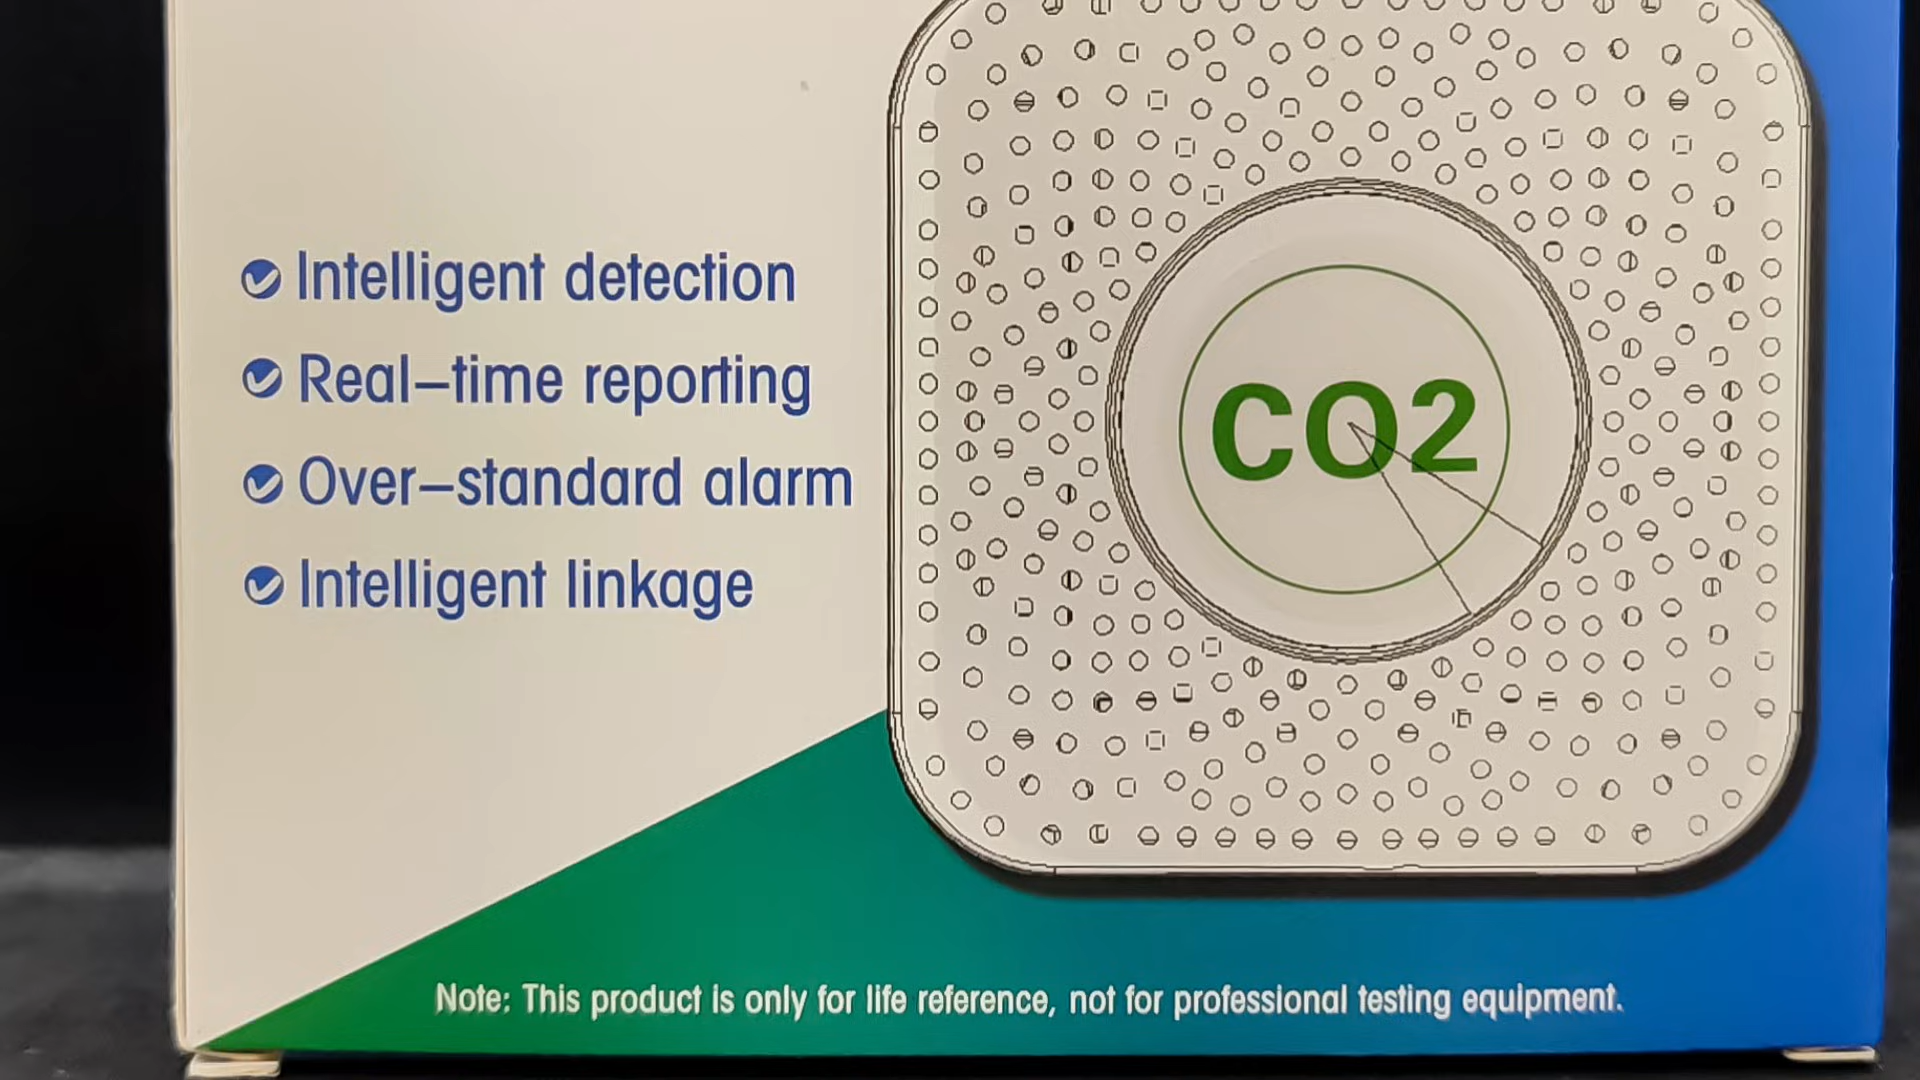 Intelligent detection
Real–time reporting
Over–standard alarm
Intelligent linkage
CO2
Note: This product is only for life reference, not for professional testing equipment.